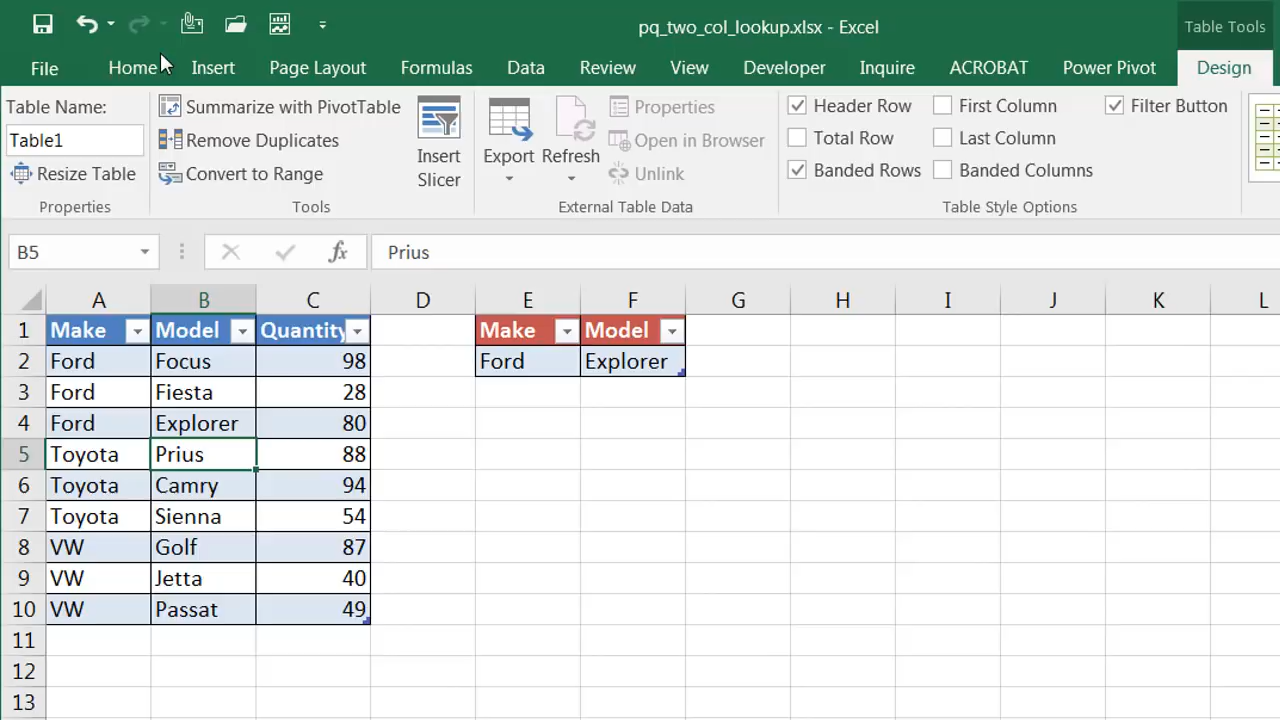 pq_two_col_lookup.xlsx - Excel
Table Tools
File Home Insert Page Layout Formulas Data Review View Developer Inquire ACROBAT Power Pivot Design
Table Name:
Table1
Resize Table
Properties
Summarize with PivotTable
Remove Duplicates
Convert to Range
Tools
Insert
Slicer
Export
Refresh
Properties
Open in Browser
Unlink
External Table Data
Header Row
Total Row
Banded Rows
First Column
Last Column
Banded Columns
Filter Button
Table Style Options
B5
fx
Prius
A B C D E F G H I J K L
1 Make Model Quantity Make Model
2 Ford Focus 98 Ford Explorer
3 Ford Fiesta 28
4 Ford Explorer 80
5 Toyota Prius 88
6 Toyota Camry 94
7 Toyota Sienna 54
8 VW Golf 87
9 VW Jetta 40
10 VW Passat 49
11
12
13